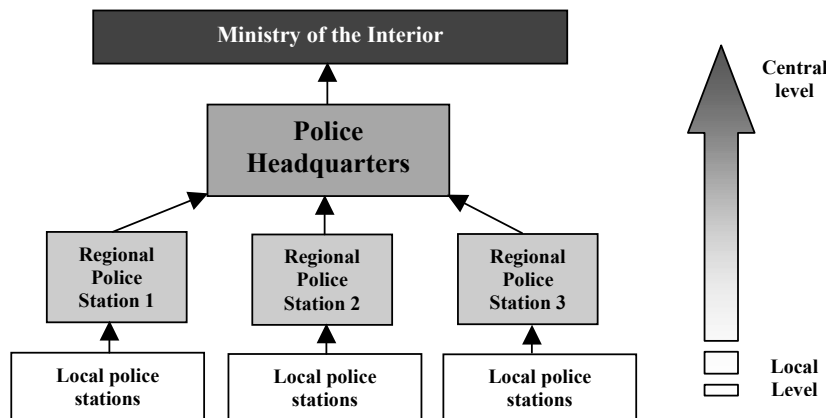 Ministry of the Interior
Central
level
Police
Headquarters
Regional
Police
Station 1
Regional
Police
Station 2
Regional
Police
Station 3
Local police
stations
Local police
stations
Local police
stations
Local
Level